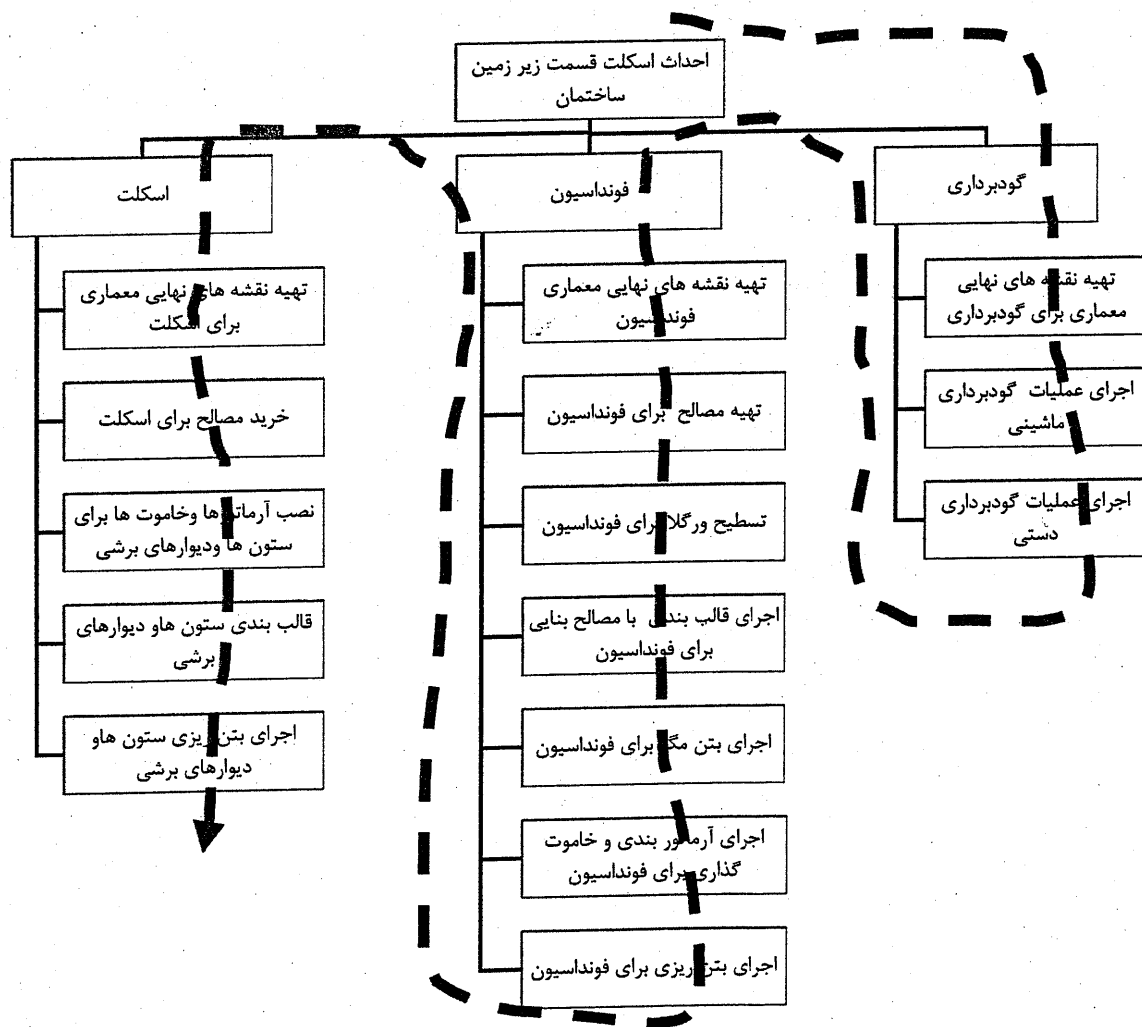 احداث اسکلت قسمت زیر زمین
ساختمان
گودبرداری
تهیه نقشه های نهایی
معماری برای گودبرداری
اجرای عملیات گودبرداری
ماشینی
اجرای عملیات گودبرداری
دستی
فونداسیون
تهیه نقشه های نهایی معماری
فونداسیون
تهیه مصالح برای فونداسیون
تسطیح ورگلاژ برای فونداسیون
اجرای قالب بندی با مصالح بنایی
برای فونداسیون
اجرای بتن مگر برای فونداسیون
اجرای آرماتور بندی و خاموت
گذاری برای فونداسیون
اجرای بتن ریزی برای فونداسیون
اسکلت
تهیه نقشه های نهایی معماری
برای اسکلت
خرید مصالح برای اسکلت
نصب آرماتورها وخاموت ها برای
ستون ها ودیوارهای برشی
قالب بندی ستون هاو دیوارهای
برشی
اجرای بتن ریزی ستون هاو
دیوارهای برشی